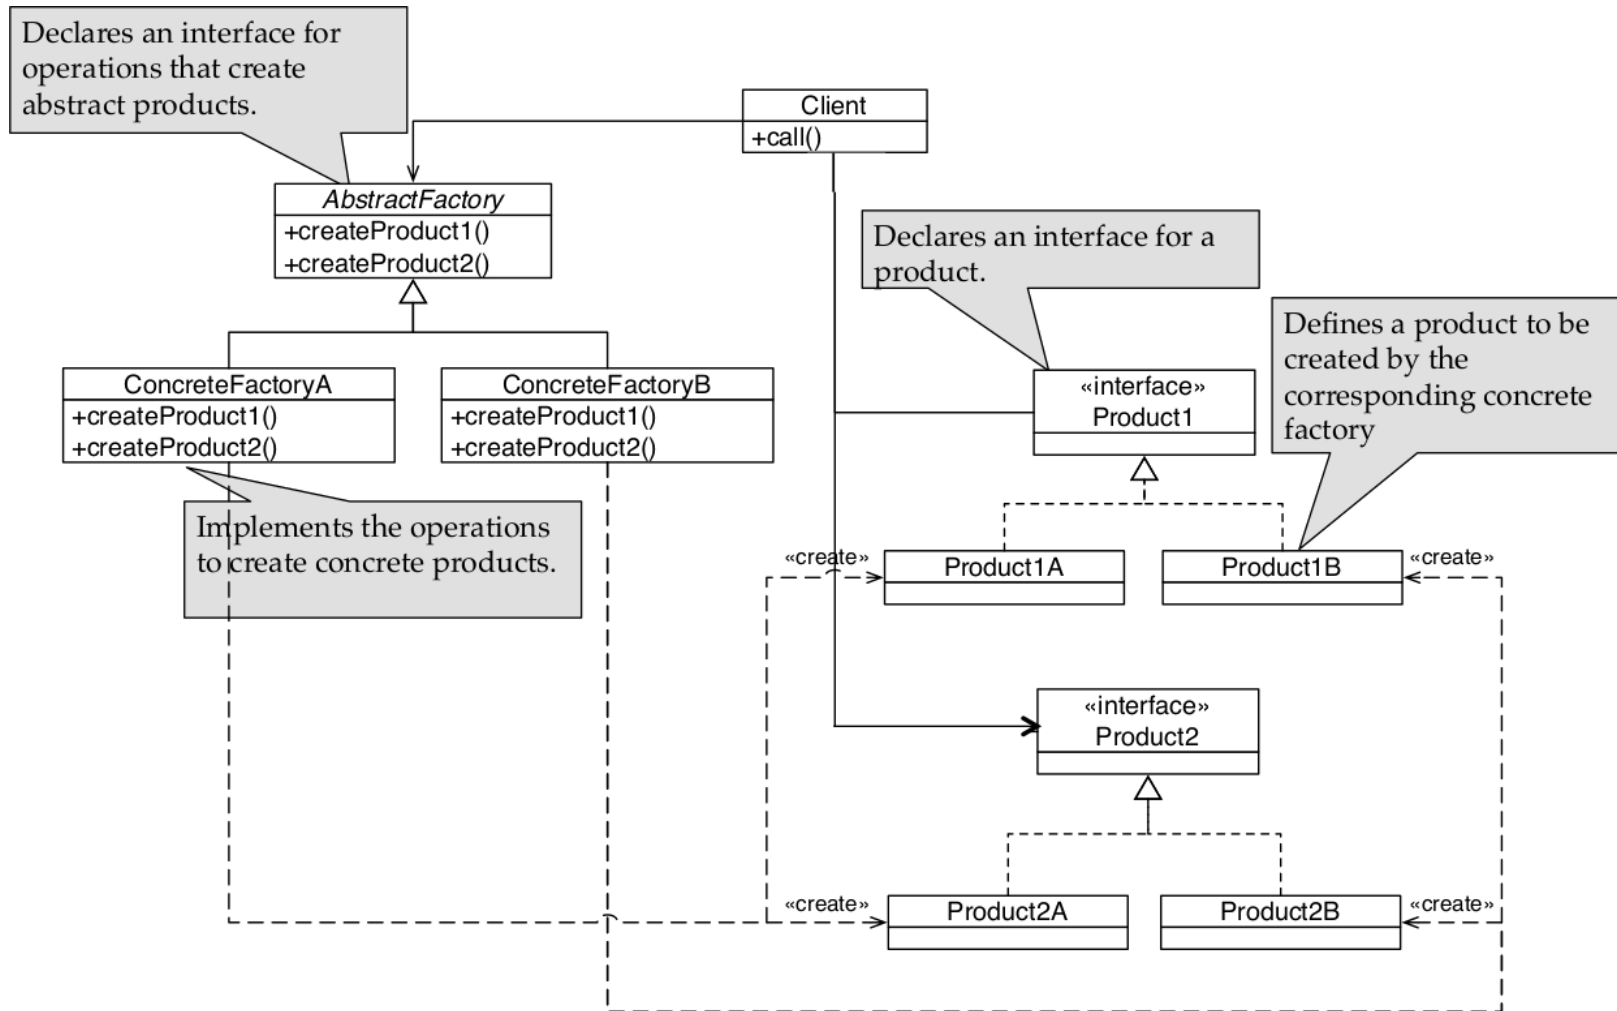 Declares an interface for
operations that create
abstract products.
Client
+call()
AbstractFactory
+createProduct1()
+createProduct2()
Declares an interface for a
product.
Defines a product to be
created by the
corresponding concrete
factory
ConcreteFactoryA
+createProduct1()
+createProduct2()
ConcreteFactoryB
+createProduct1()
+createProduct2()
«interface»
Product1
Implements the operations
to create concrete products.
«create»
Product1A
Product1B
«create»
«interface»
Product2
«create»
Product2A
Product2B
«create»